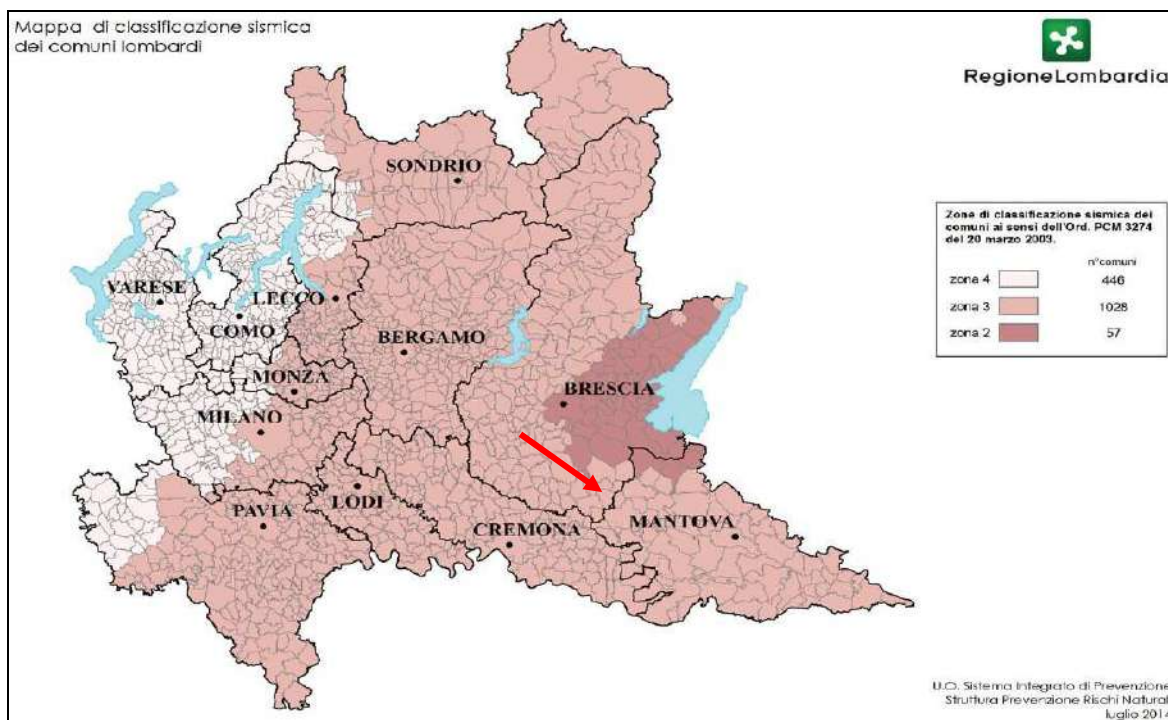 Mappa di classificazione sismica
dei comuni lombardi
RegioneLombardia
SONDRIO
VARESE
LECCO
COMO
BERGAMO
MONZA
BRESCIA
MILANO
PAVIA
LODI
CREMONA
MANTOVA
Zone di classificazione sismica dei
comuni ai sensi dell'Ord. PCM 3274
del 20 marzo 2003.
n°comuni
zona 4 446
zona 3 1028
zona 2 57
U.O. Sistema Integrato di Prevenzione
Struttura Prevenzione Rischi Natural
luglio 2014